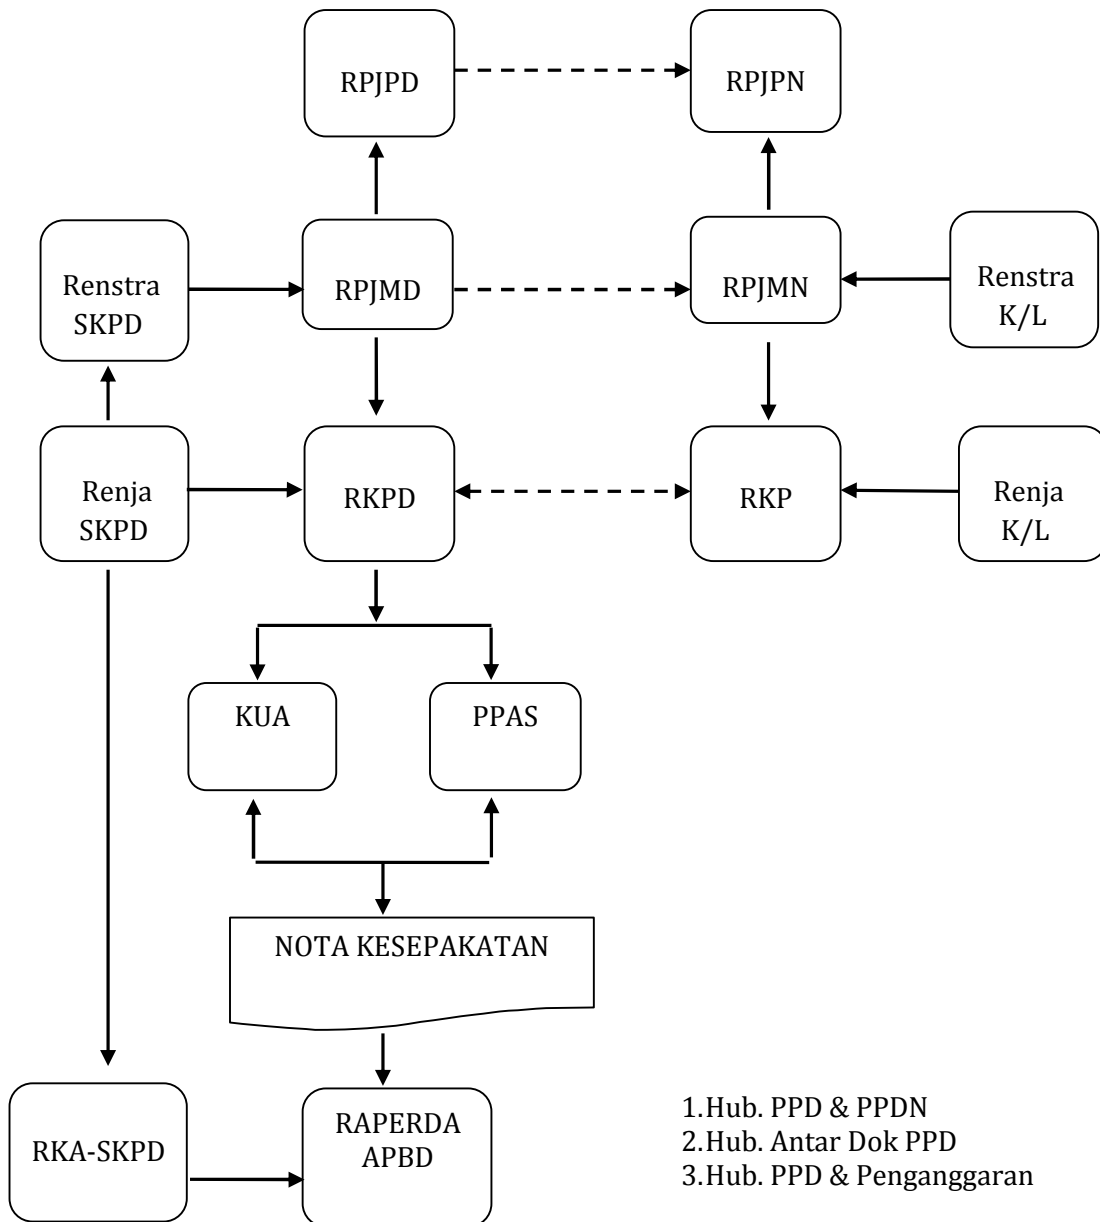 RPJPD
RPJPN
Renstra
SKPD
RPJMD
RPJMN
Renstra
K/L
Renja
SKPD
RKPD
RKP
Renja
K/L
KUA
PPAS
NOTA KESEPAKATAN
RKA-SKPD
RAPERDA
APBD
1.Hub. PPD & PPDN
2.Hub. Antar Dok PPD
3.Hub. PPD & Penganggaran